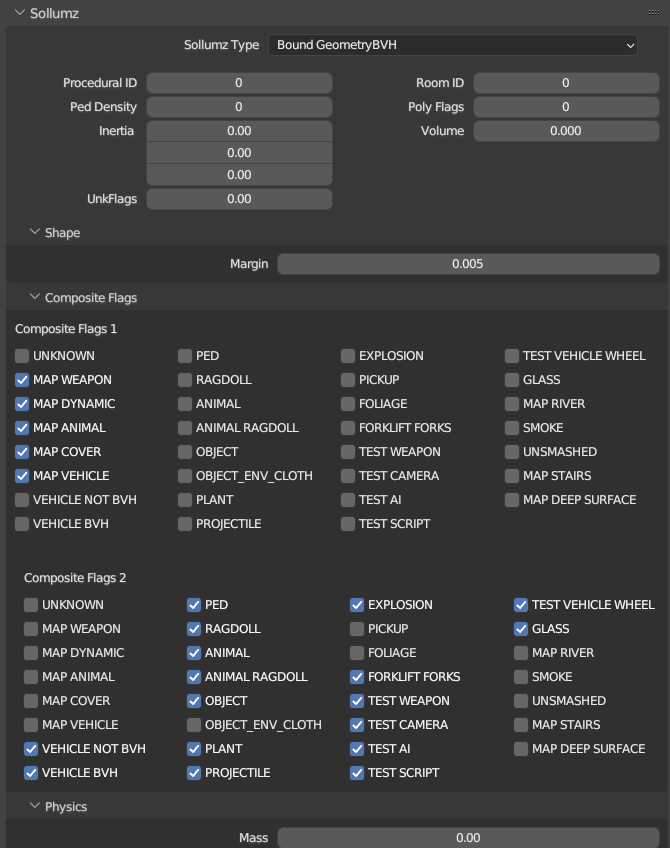 Sollumz
Sollumz Type Bound GeometryBVH
Procedural ID 0 Room ID 0
Ped Density 0 Poly Flags 0
Inertia 0.00 Volume 0.000
0.00
0.00
UnkFlags 0.00
Shape
Margin 0.005
Composite Flags
Composite Flags 1
UNKNOWN PED EXPLOSION TEST VEHICLE WHEEL
MAP WEAPON RAGDOLL PICKUP GLASS
MAP DYNAMIC ANIMAL FOLIAGE MAP RIVER
MAP ANIMAL ANIMAL RAGDOLL FORKLIFT FORKS SMOKE
MAP COVER OBJECT TEST WEAPON UNSMASHED
MAP VEHICLE OBJECT_ENV_CLOTH TEST CAMERA MAP STAIRS
VEHICLE NOT BVH PLANT TEST AI MAP DEEP SURFACE
VEHICLE BVH PROJECTILE TEST SCRIPT
Composite Flags 2
UNKNOWN PED EXPLOSION TEST VEHICLE WHEEL
MAP WEAPON RAGDOLL PICKUP GLASS
MAP DYNAMIC ANIMAL FOLIAGE MAP RIVER
MAP ANIMAL ANIMAL RAGDOLL FORKLIFT FORKS SMOKE
MAP COVER OBJECT TEST WEAPON UNSMASHED
MAP VEHICLE OBJECT_ENV_CLOTH TEST CAMERA MAP STAIRS
VEHICLE NOT BVH PLANT TEST AI MAP DEEP SURFACE
VEHICLE BVH PROJECTILE TEST SCRIPT
Physics
Mass 0.00